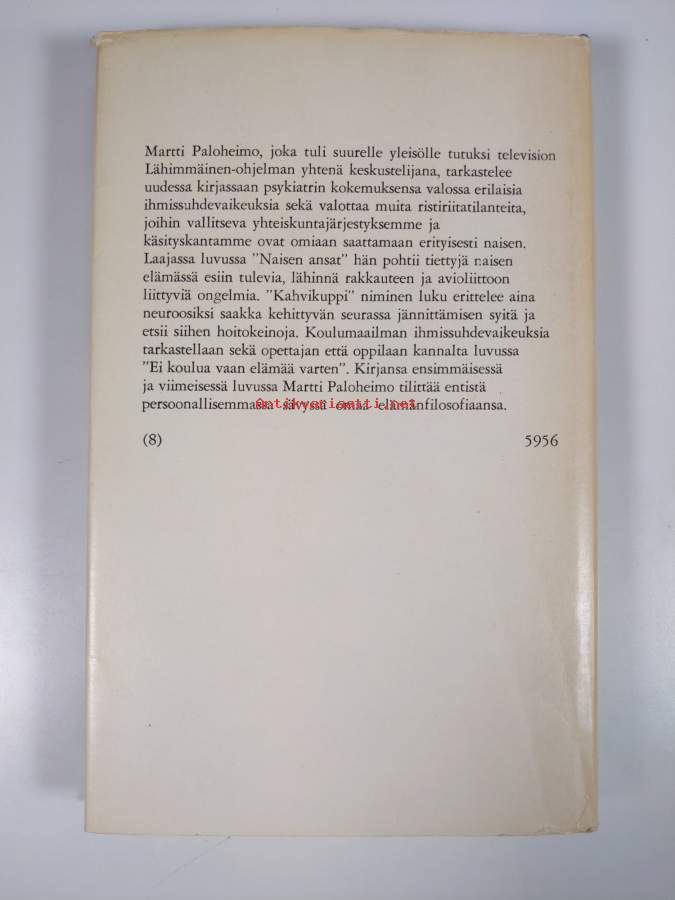 Martti Paloheimo, joka tuli suurelle yleisölle tutuksi television
Lähimmäinen-ohjelman yhtenä keskustelijana, tarkastelee
uudessa kirjassaan psykiatrin kokemuksensa valossa erilaisia
ihmissuhdevaikeuksia sekä valottaa muita ristiriitatilanteita,
joihin vallitseva yhteiskuntajärjestyksemme ja
käsityskantamme ovat omiaan saattamaan erityisesti naisen.
Laajassa luvussa "Naisen ansat" hän pohtii tiettyjä naisen
elämässä esiin tulevia, lähinnä rakkauteen ja avioliittoon
liittyviä ongelmia. "Kahvikuppi" niminen luku erittelee aina
neuroosiksi saakka kehittyvän seurassa jännittämisen syitä ja
etsii siihen hoitokeinoja. Koulumaailman ihmissuhdevaikeuksia
tarkastellaan sekä opettajan että oppilaan kannalta luvussa
"Ei koulua vaan elämää varten". Kirjansa ensimmäisessä
ja viimeisessä luvussa Martti Paloheimo tilittää entistä
persoonallisemmassa sävyssä omaa elämänfilosofiaansa.
Antikvariaatti.net
(8) 5956